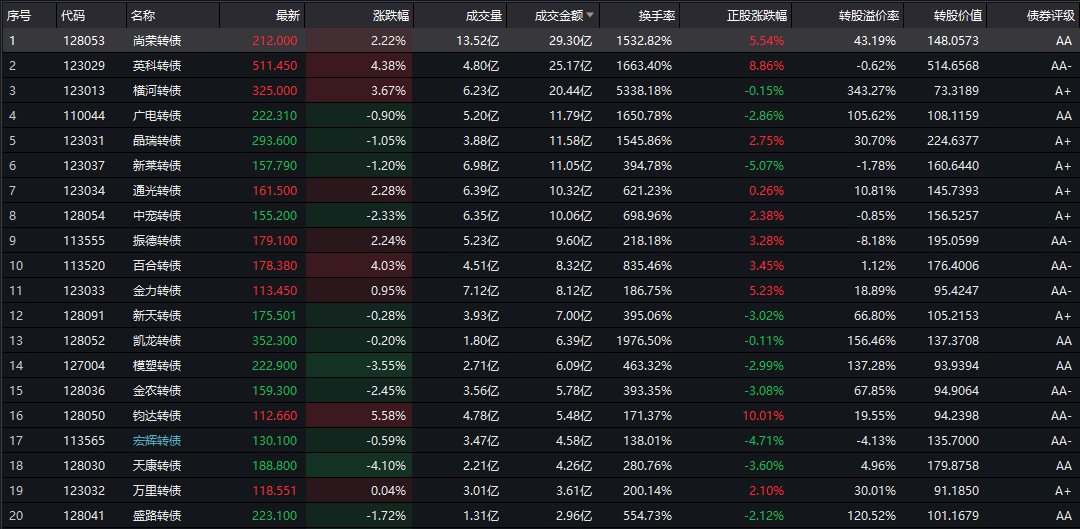 序号 代码 名称 最新 涨跌幅 成交量 成交金额 换手率 正股涨跌幅 转股溢价率 转股价值 债券评级
1 128053 尚荣转债 212.000 2.22% 13.52亿 29.30亿 1532.82% 5.54% 43.19% 148.0573 AA
2 123029 英科转债 511.450 4.38% 4.80亿 25.17亿 1663.40% 8.86% -0.62% 514.6568 AA-
3 123013 横河转债 325.000 3.67% 6.23亿 20.44亿 5338.18% -0.15% 343.27% 73.3189 A+
4 110044 广电转债 222.310 -0.90% 5.20亿 11.79亿 1650.78% -2.86% 105.62% 108.1159 AA
5 123031 晶瑞转债 293.600 -1.05% 3.88亿 11.58亿 1545.86% 2.75% 30.70% 224.6377 A+
6 123037 新莱转债 157.790 -1.20% 6.98亿 11.05亿 394.78% -5.07% -1.78% 160.6440 A+
7 123034 通光转债 161.500 2.28% 6.39亿 10.32亿 621.23% 0.26% 10.81% 145.7393 A+
8 128054 中宠转债 155.200 -2.33% 6.35亿 10.06亿 698.96% 2.38% -0.85% 156.5257 A+
9 113555 振德转债 179.100 2.24% 5.23亿 9.60亿 218.18% 3.28% -8.18% 195.0599 AA-
10 113520 百合转债 178.380 4.03% 4.51亿 8.32亿 835.46% 3.45% 1.12% 176.4006 AA-
11 123033 金力转债 113.450 0.95% 7.12亿 8.12亿 186.75% 5.23% 18.89% 95.4247 AA-
12 128091 新天转债 175.501 -0.28% 3.93亿 7.00亿 395.06% -3.02% 66.80% 105.2153 A+
13 128052 凯龙转债 352.300 -0.20% 1.80亿 6.39亿 1976.50% -0.11% 156.46% 137.3708 AA
14 127004 模塑转债 222.900 -3.55% 2.71亿 6.09亿 463.32% -2.99% 137.28% 93.9394 AA
15 128036 金农转债 159.300 -2.45% 3.56亿 5.78亿 393.35% -3.08% 67.85% 94.9064 AA-
16 128050 钧达转债 112.660 5.58% 4.78亿 5.48亿 171.37% 10.01% 19.55% 94.2398 AA-
17 113565 宏辉转债 130.100 -0.59% 3.47亿 4.58亿 138.01% -4.71% -4.13% 135.7000 AA-
18 128030 天康转债 188.800 -4.10% 2.21亿 4.26亿 280.76% -3.60% 4.96% 179.8758 AA
19 123032 万里转债 118.551 0.04% 3.01亿 3.61亿 200.14% 2.10% 30.01% 91.1850 A+
20 128041 盛路转债 223.100 -1.72% 1.31亿 2.96亿 554.73% -2.12% 120.52% 101.1679 AA